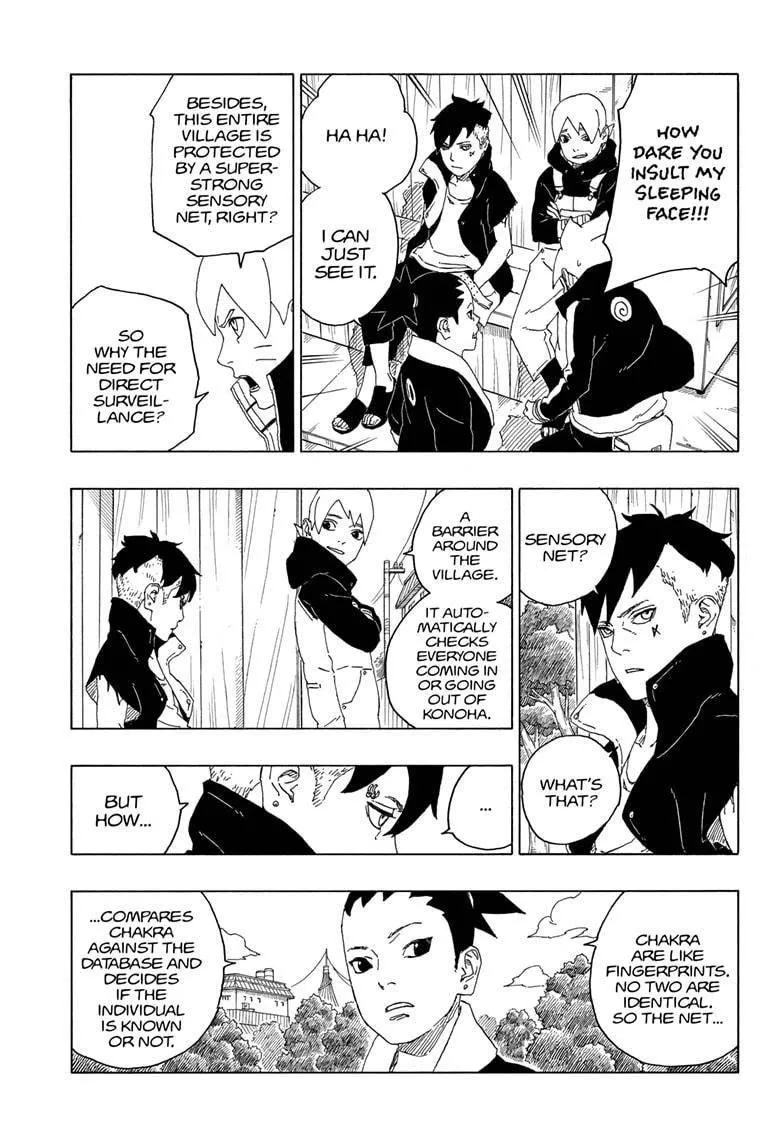 HOW
DARE YOU
INSULT MY
SLEEPING
FACE!!!
HA HA!
I CAN
JUST
SEE IT.
BESIDES,
THIS ENTIRE
VILLAGE IS
PROTECTED
BY A SUPER-
STRONG
SENSORY
NET, RIGHT?
SO
WHY THE
NEED FOR
DIRECT
SURVEIL-
LANCE?
SENSORY
NET?
K
WHAT'S
THAT?
A
BARRIER
AROUND
THE
VILLAGE.
IT AUTO-
MATICALLY
CHECKS
EVERYONE
COMING IN
OR GOING
OUT OF
KONOHA.
...
BUT
HOW...
CHAKRA
ARE LIKE
FINGERPRINTS.
NO TWO ARE
IDENTICAL.
SO THE NET...
...COMPARES
CHAKRA
AGAINST THE
DATABASE AND
DECIDES
IF THE
INDIVIDUAL
IS KNOWN
OR NOT.